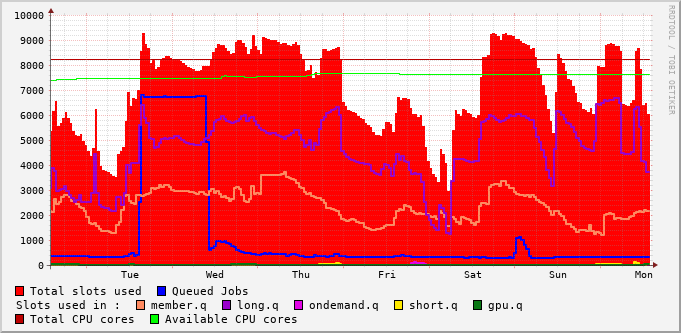 10000
9000
8000
7000
6000
5000
4000
3000
2000
1000
0
Tue Wed Thu Fri Sat Sun Mon
RRDTOOL / TOBI OETIKER
Total slots used Queued Jobs
Slots used in : member.q long.q ondemand.q short.q gpu.q
Total CPU cores Available CPU cores